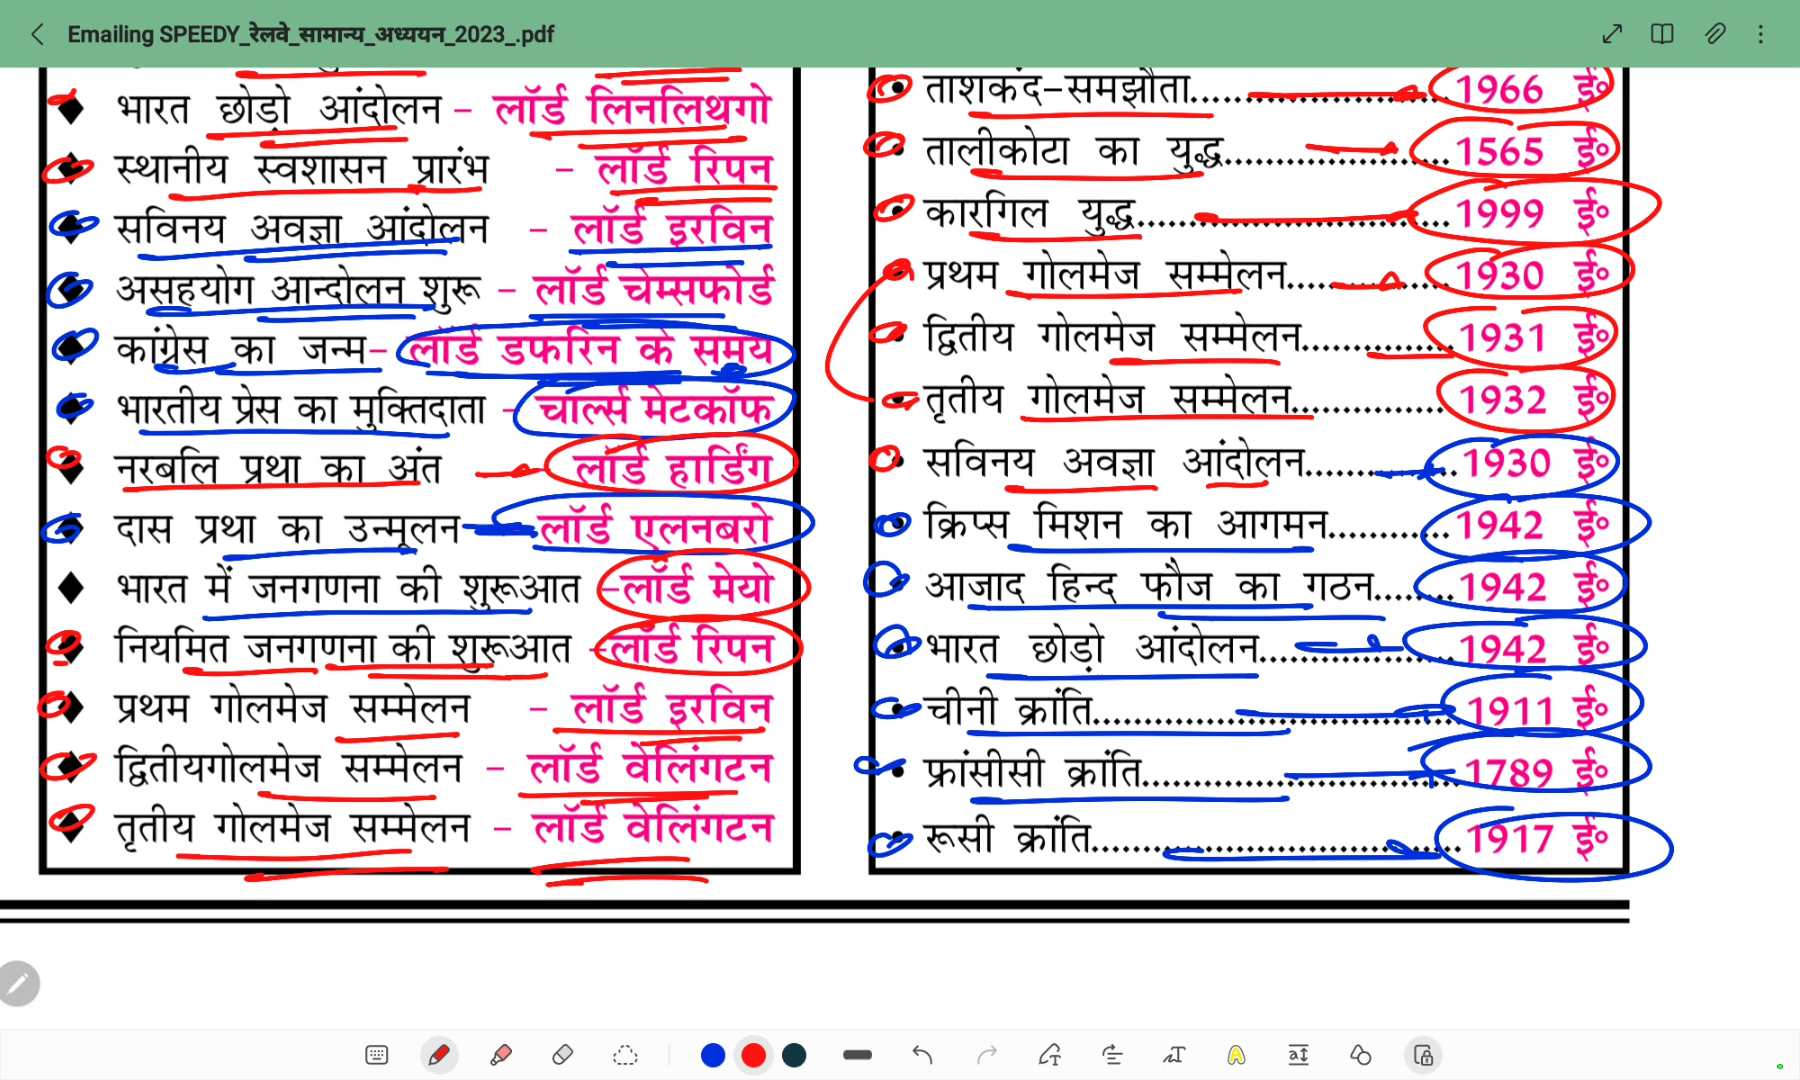 Emailing SPEEDY_रेलवे_सामान्य_अध्ययन_2023_.pdf
भारत छोड़ो आंदोलन – लॉर्ड लिनलिथगो
स्थानीय स्वशासन प्रारंभ – लॉर्ड रिपन
सविनय अवज्ञा आंदोलन – लॉर्ड इरविन
असहयोग आन्दोलन शुरू – लॉर्ड चेम्सफोर्ड
कांग्रेस का जन्म– लॉर्ड डफरिन के समय
भारतीय प्रेस का मुक्तिदाता – चार्ल्स मेटकॉफ
नरबलि प्रथा का अंत – लॉर्ड हार्डिंग
दास प्रथा का उन्मूलन– लॉर्ड एलनबरो
भारत में जनगणना की शुरूआत –लॉर्ड मेयो
नियमित जनगणना की शुरूआत –लॉर्ड रिपन
प्रथम गोलमेज सम्मेलन – लॉर्ड इरविन
द्वितीयगोलमेज सम्मेलन – लॉर्ड वेलिंगटन
तृतीय गोलमेज सम्मेलन – लॉर्ड वेलिंगटन
ताशकंद–समझौता........................1966 ई०
तालीकोटा का युद्ध.....................1565 ई०
कारगिल युद्ध.............................1999 ई०
प्रथम गोलमेज सम्मेलन...............1930 ई०
द्वितीय गोलमेज सम्मेलन..............1931 ई०
तृतीय गोलमेज सम्मेलन..............1932 ई०
सविनय अवज्ञा आंदोलन..............1930 ई०
क्रिप्स मिशन का आगमन............1942 ई०
आजाद हिन्द फौज का गठन........1942 ई०
भारत छोड़ो आंदोलन..................1942 ई०
चीनी क्रांति..................................1911 ई०
फ्रांसीसी क्रांति.............................1789 ई०
रूसी क्रांति..................................1917 ई०